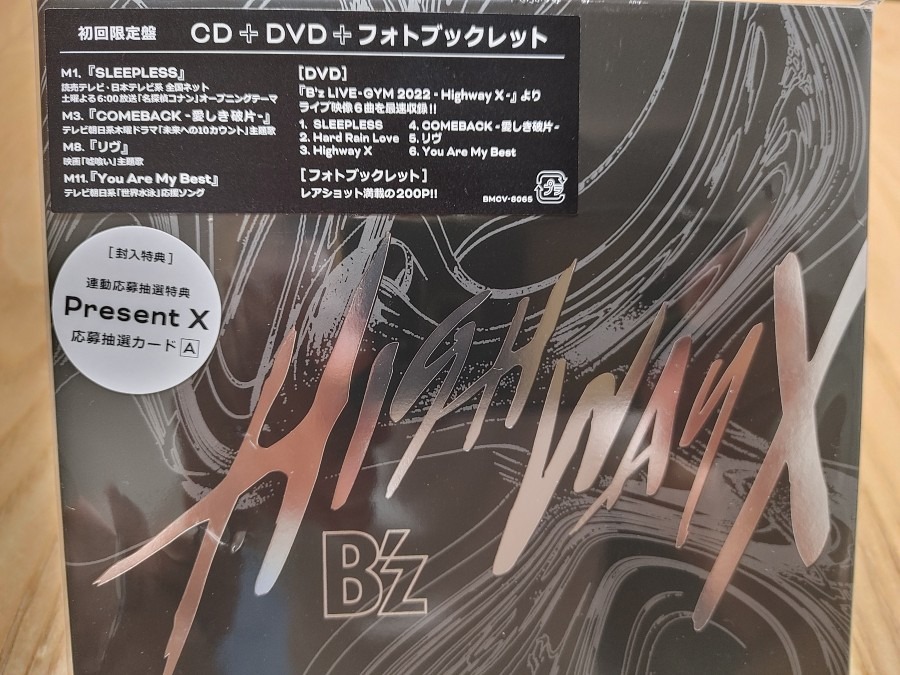 初回限定盤 CD＋DVD＋フォトブックレット
M1.『SLEEPLESS』
読売テレビ・日本テレビ系 全国ネット
土曜よる6:00放送「名探偵コナン」オープニングテーマ
M3.『COMEBACK -愛しき破片-』
テレビ朝日系木曜ドラマ「未来への10カウント」主題歌
M8.『リヴ』
映画「嘘喰い」主題歌
M11.『You Are My Best』
テレビ朝日系「世界水泳」応援ソング
[DVD]
『B'z LIVE-GYM 2022 - Highway X -』より
ライブ映像6曲を最速収録!!
1. SLEEPLESS
2. Hard Rain Love
3. Highway X
4. COMEBACK -愛しき破片-
5. リヴ
6. You Are My Best
[フォトブックレット]
レアショット満載の200P!!
BMCV-8065
プラ
[封入特典]
連動応募抽選特典
Present X
応募抽選カード A
HIGHWAY X
B'z